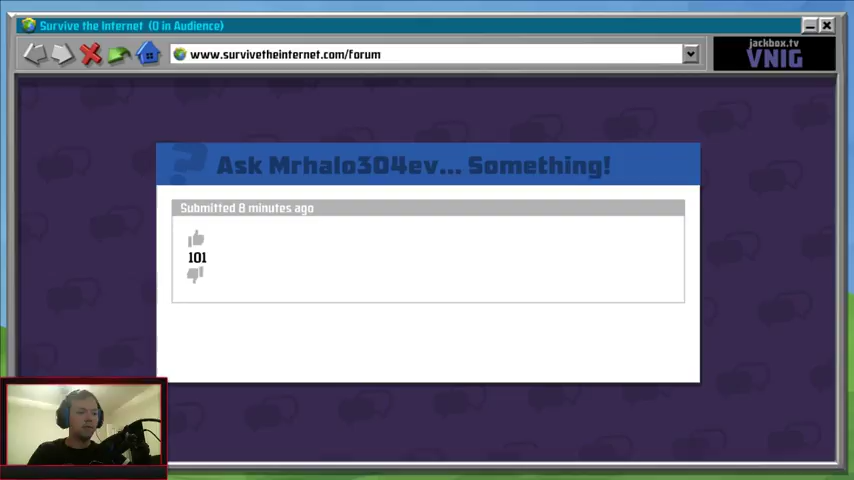 Survive the Internet (0 in Audience)
www.survivetheinternet.com/forum
jackbox.tv
VNIG
Ask Mrhalo304ev... Something!
Submitted 8 minutes ago
101